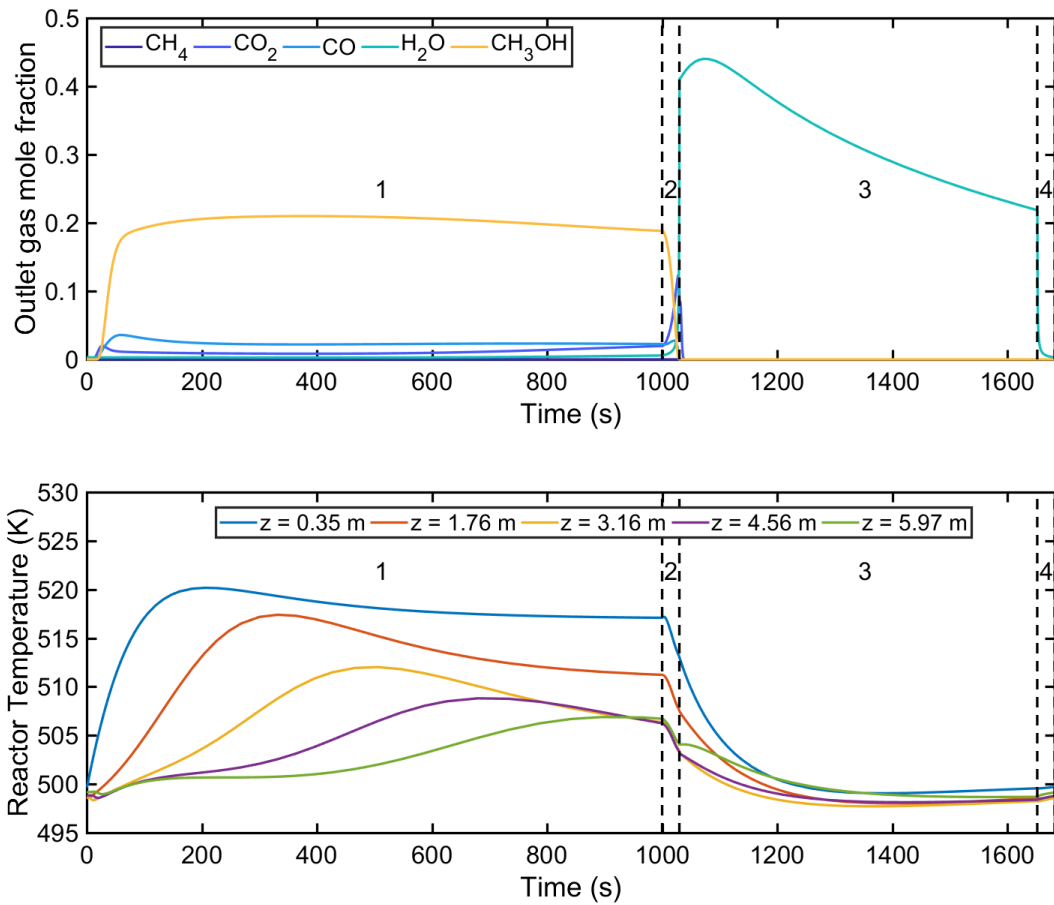 0.5
CH4 CO2 CO H2O CH3OH
0.4
0.3
0.2
0.1
0
1 2 3 4
0 200 400 600 800 1000 1200 1400 1600
Outlet gas mole fraction
Time (s)
530
z = 0.35 m z = 1.76 m z = 3.16 m z = 4.56 m z = 5.97 m
525
520
515
510
505
500
495
1 2 3 4
0 200 400 600 800 1000 1200 1400 1600
Reactor Temperature (K)
Time (s)